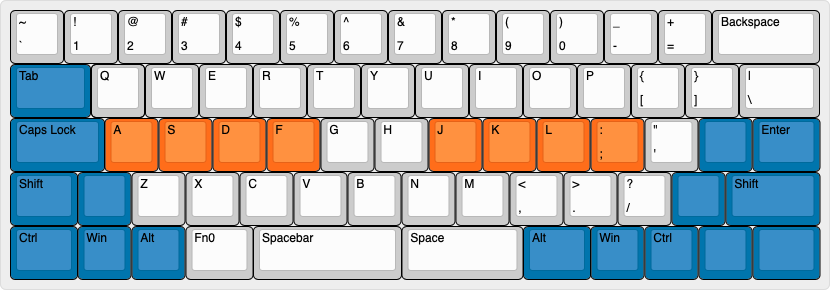 ~ ! @ # $ % ^ & * ( ) _ + Backspace
` 1 2 3 4 5 6 7 8 9 0 - =
Tab Q W E R T Y U I O P { } |
[ ] \
Caps Lock A S D F G H J K L : " Enter
; '
Shift Z X C V B N M < > ? Shift
, . /
Ctrl Win Alt Fn0 Spacebar Space Alt Win Ctrl